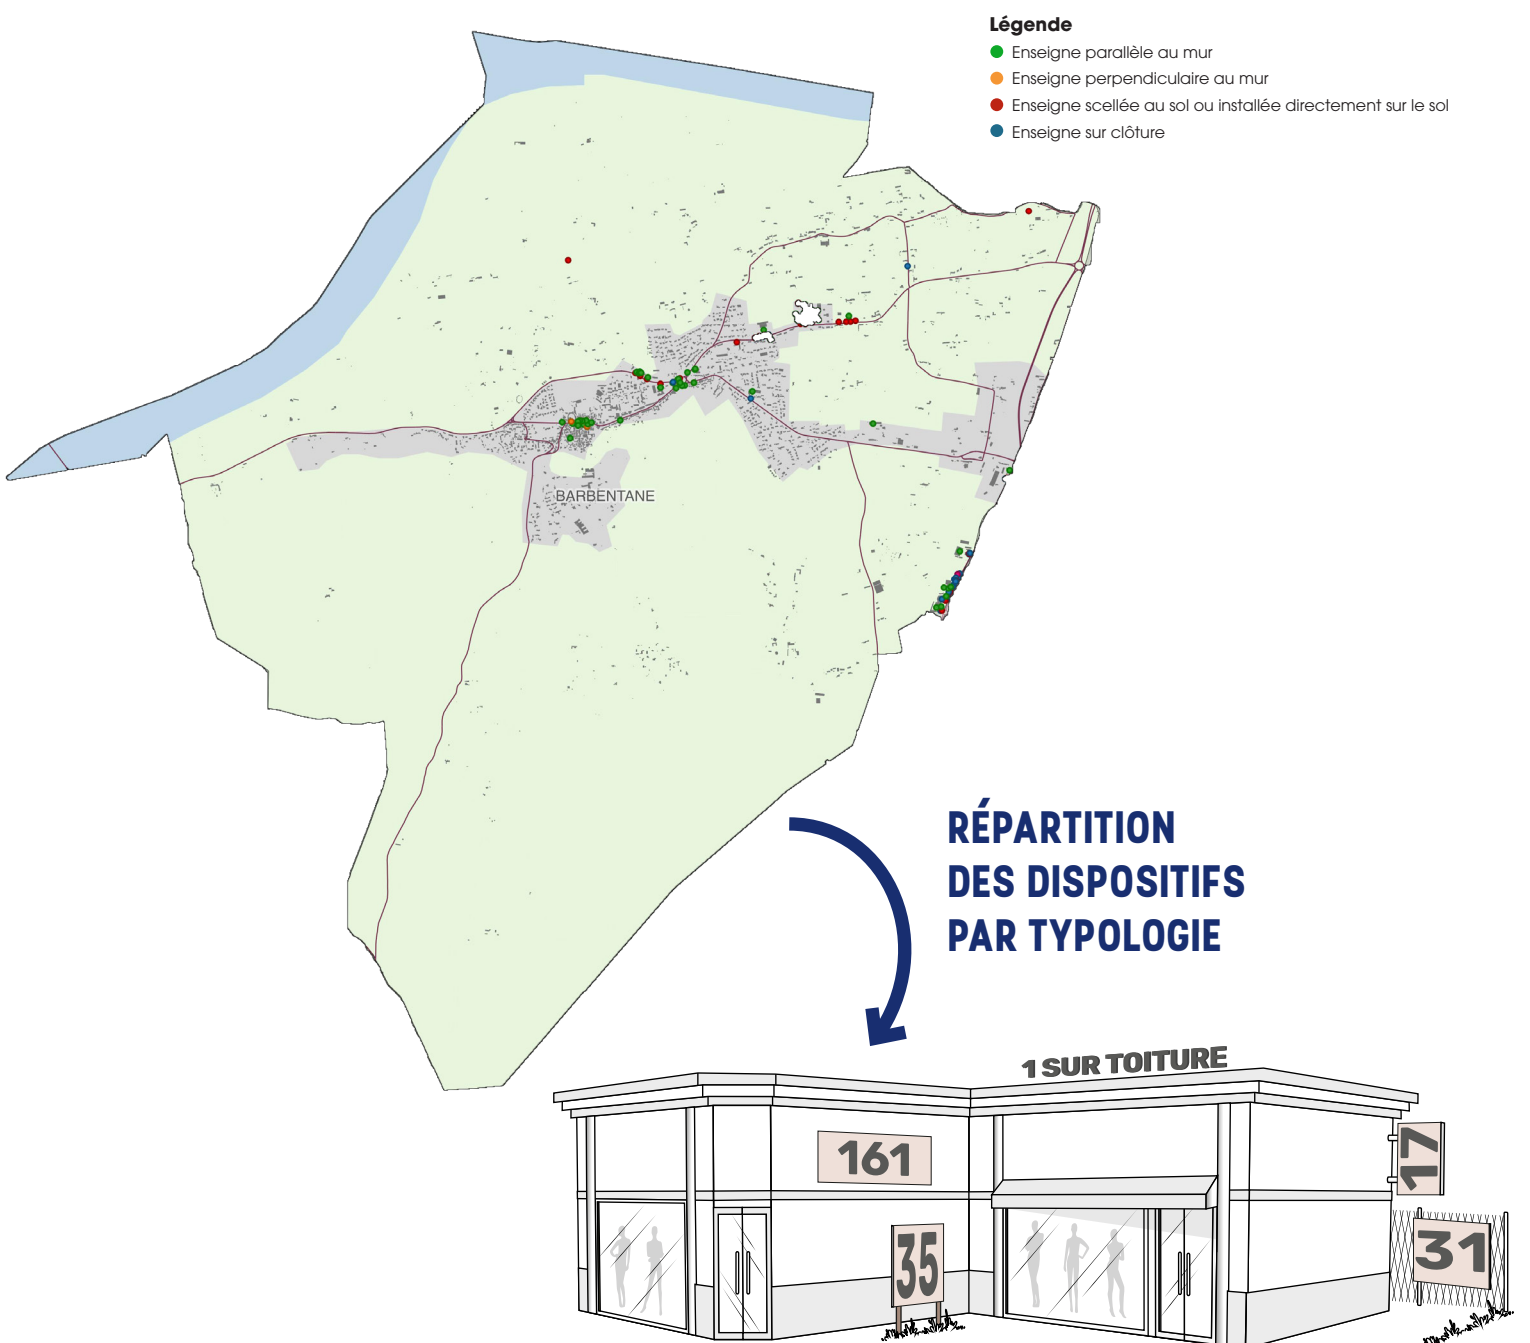 Légende
Enseigne parallèle au mur
Enseigne perpendiculaire au mur
Enseigne scellée au sol ou installée directement sur le sol
Enseigne sur clôture
BARBENTANE
RÉPARTITION
DES DISPOSITIFS
PAR TYPOLOGIE
1 SUR TOITURE
161
17
35
31